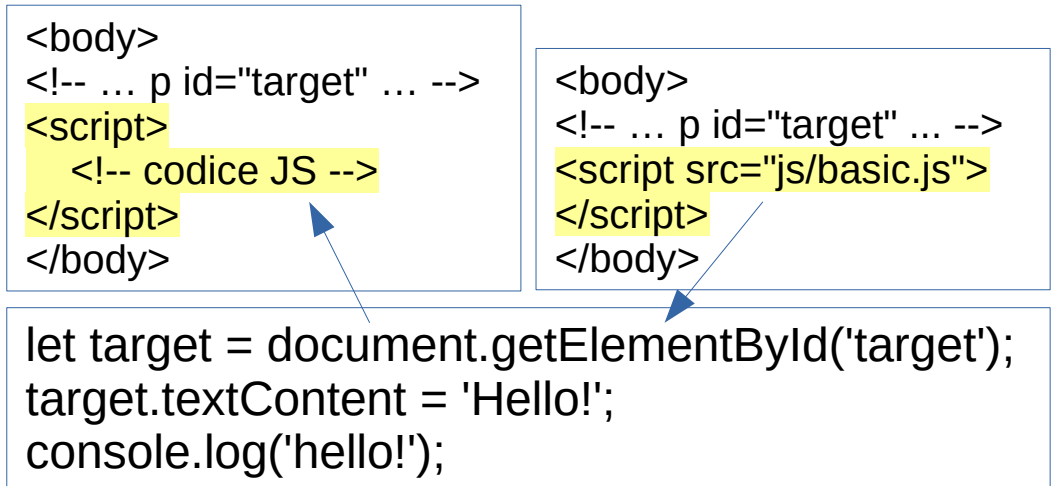 <body>
<!-- … p id="target" … -->
<script>
<!-- codice JS -->
</script>
</body>
<body>
<!-- … p id="target" ... -->
<script src="js/basic.js">
</script>
</body>
let target = document.getElementById('target');
target.textContent = 'Hello!';
console.log('hello!');